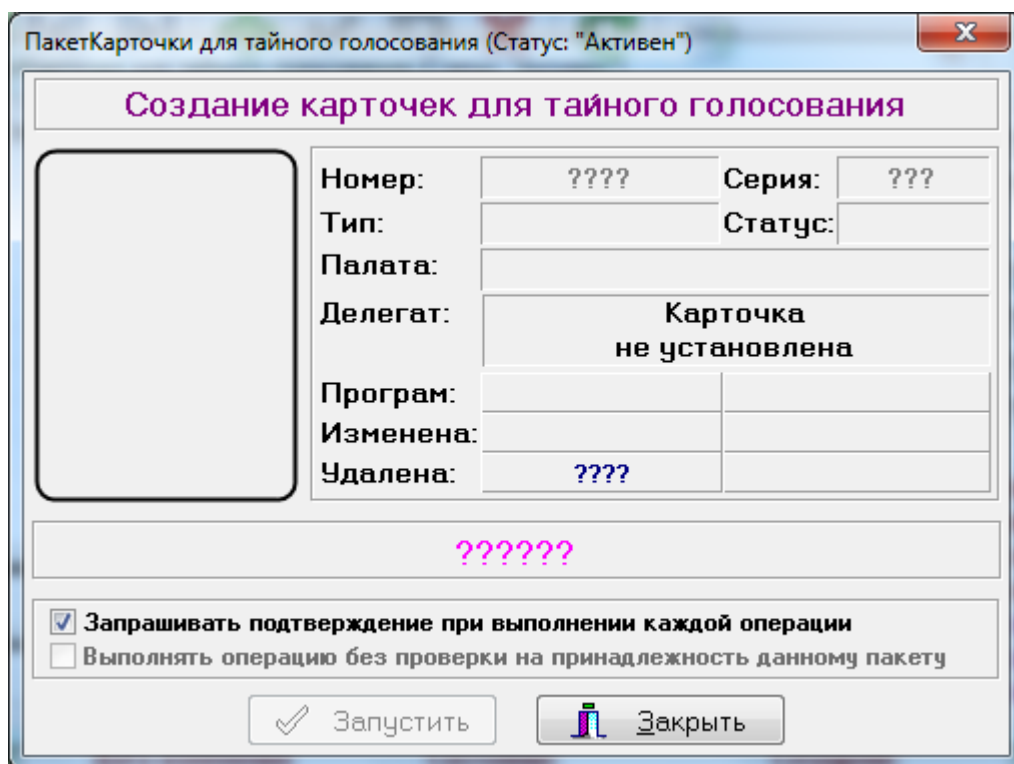 ПакетКарточки для тайного голосования (Статус: "Активен")
Создание карточек для тайного голосования
Номер: ???? Серия: ???
Тип: Статус:
Палата:
Делегат: Карточка
не установлена
Програм:
Изменена:
Удалена: ????
??????
Запрашивать подтверждение при выполнении каждой операции
Выполнять операцию без проверки на принадлежность данному пакету
Запустить Закрыть